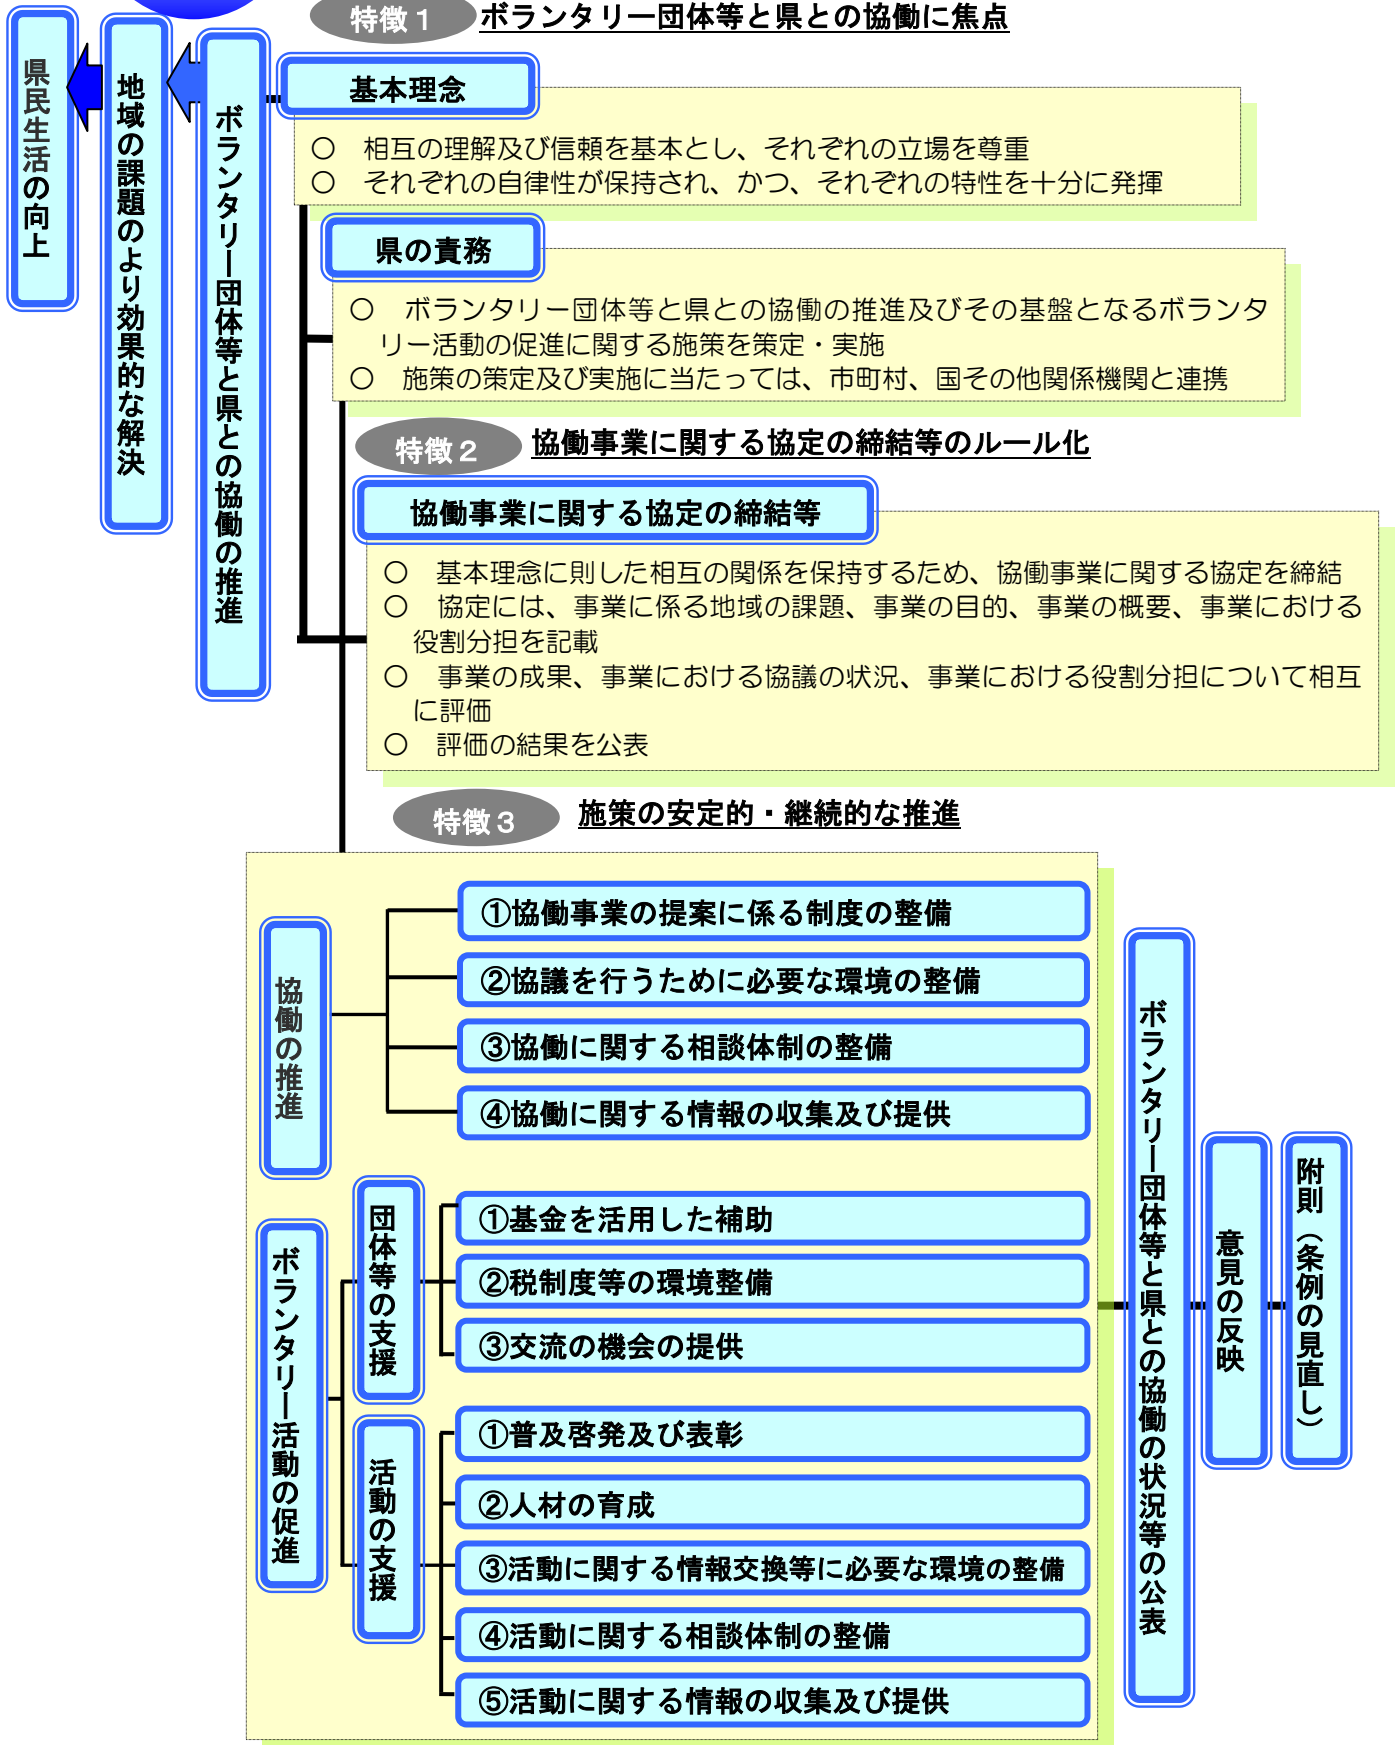 特徴１
ボランタリー団体等と県との協働に焦点
県民生活の向上
地域の課題のより効果的な解決
ボランタリー団体等と県との協働の推進
基本理念
○　相互の理解及び信頼を基本とし、それぞれの立場を尊重
○　それぞれの自律性が保持され、かつ、それぞれの特性を十分に発揮
県の責務
○　ボランタリー団体等と県との協働の推進及びその基盤となるボランタ
リー活動の促進に関する施策を策定・実施
○　施策の策定及び実施に当たっては、市町村、国その他関係機関と連携
特徴２
協働事業に関する協定の締結等のルール化
協働事業に関する協定の締結等
○　基本理念に則した相互の関係を保持するため、協働事業に関する協定を締結
○　協定には、事業に係る地域の課題、事業の目的、事業の概要、事業における
役割分担を記載
○　事業の成果、事業における協議の状況、事業における役割分担について相互
に評価
○　評価の結果を公表
特徴３
施策の安定的・継続的な推進
協働の推進
①協働事業の提案に係る制度の整備
②協議を行うために必要な環境の整備
③協働に関する相談体制の整備
④協働に関する情報の収集及び提供
ボランタリー活動の促進
団体等の支援
①基金を活用した補助
②税制度等の環境整備
③交流の機会の提供
活動の支援
①普及啓発及び表彰
②人材の育成
③活動に関する情報交換等に必要な環境の整備
④活動に関する相談体制の整備
⑤活動に関する情報の収集及び提供
ボランタリー団体等と県との協働の状況等の公表
意見の反映
附則（条例の見直し）